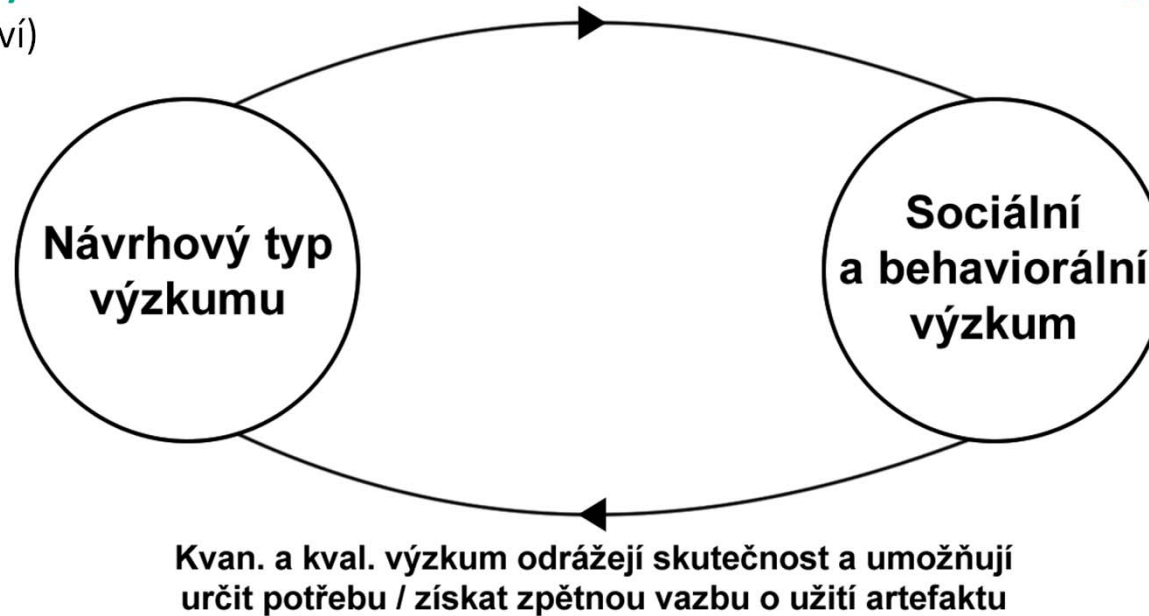 ví)
Návrhový typ
výzkumu
Sociální
a behaviorální
výzkum
Kvan. a kval. výzkum odrážejí skutečnost a umožňují
určit potřebu / získat zpětnou vazbu o užití artefaktu